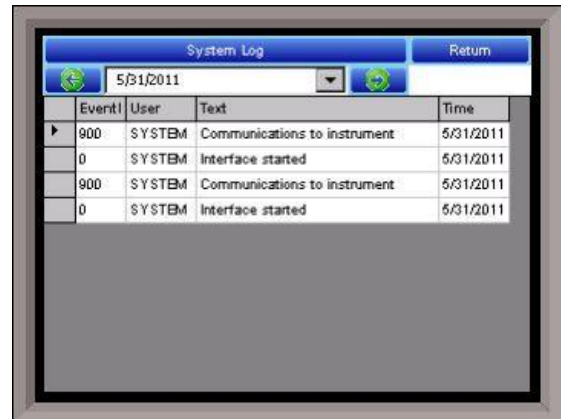 System Log Return
5/31/2011
EventI User Text Time
900 SYSTEM Communications to instrument 5/31/2011
0 SYSTEM Interface started 5/31/2011
900 SYSTEM Communications to instrument 5/31/2011
0 SYSTEM Interface started 5/31/2011